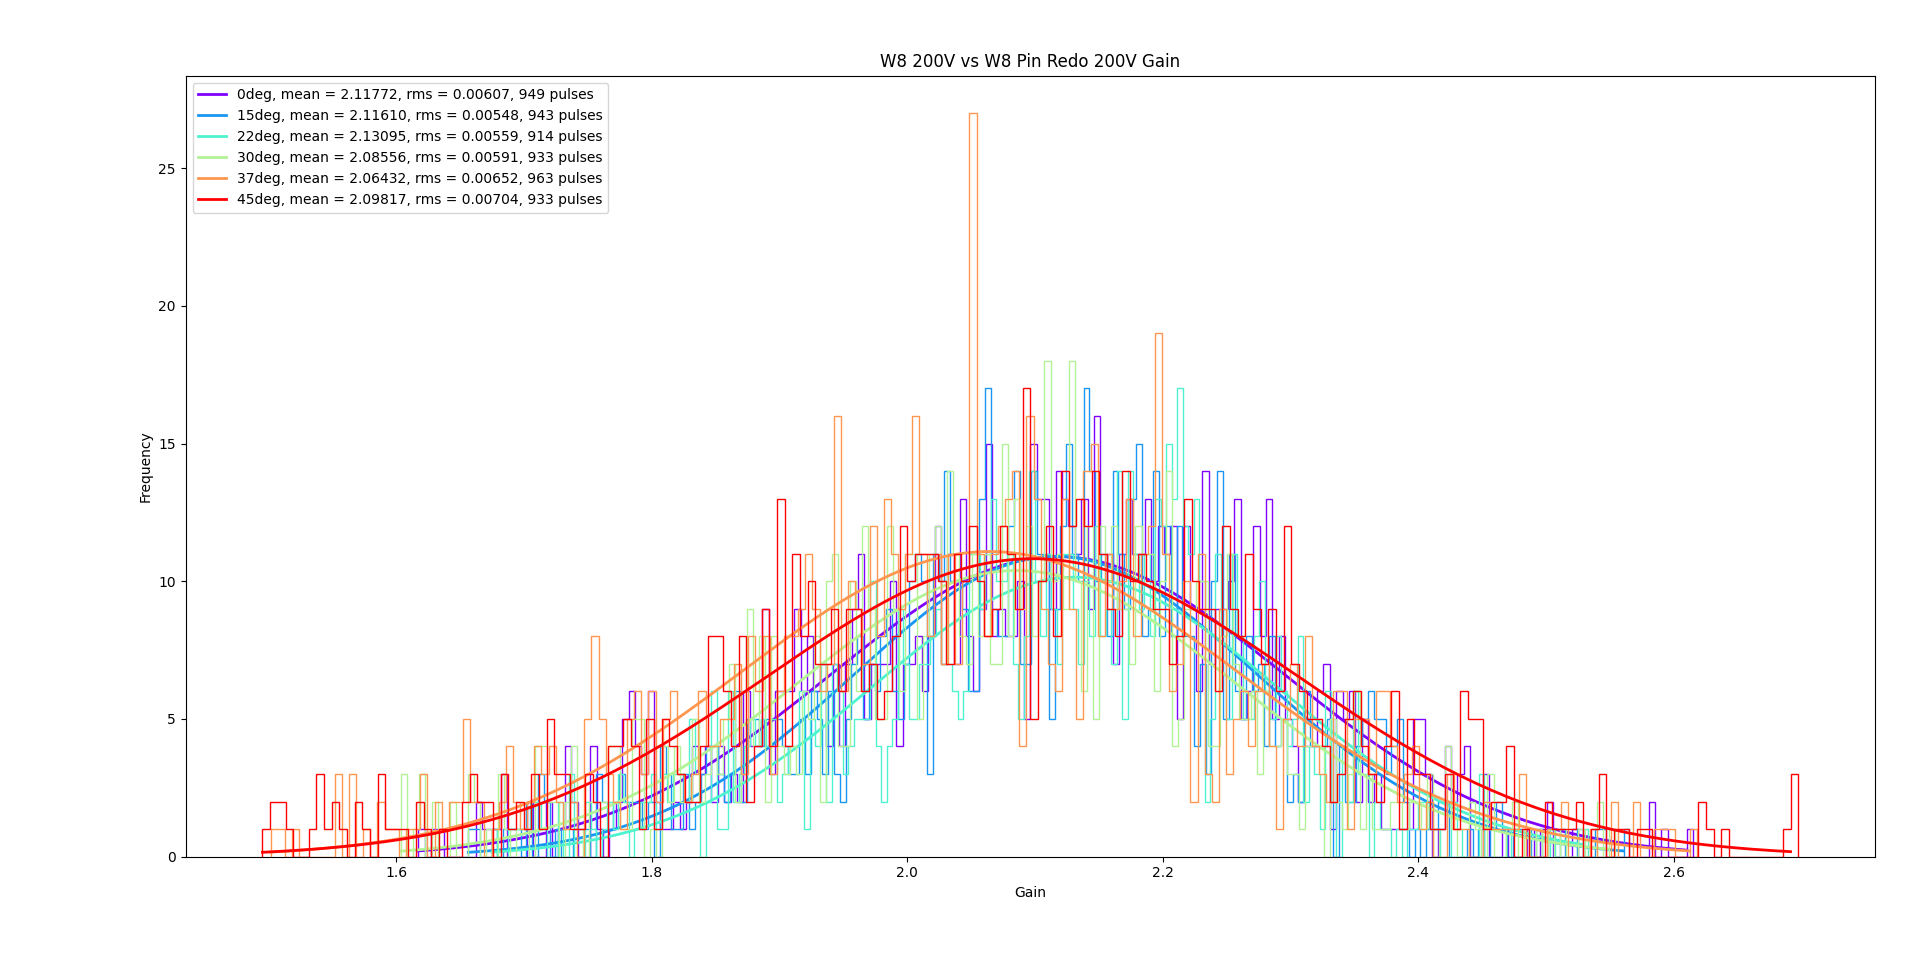 W8 200V vs W8 Pin Redo 200V Gain
0deg, mean = 2.11772, rms = 0.00607, 949 pulses
15deg, mean = 2.11610, rms = 0.00548, 943 pulses
22deg, mean = 2.13095, rms = 0.00559, 914 pulses
30deg, mean = 2.08556, rms = 0.00591, 933 pulses
37deg, mean = 2.06432, rms = 0.00652, 963 pulses
45deg, mean = 2.09817, rms = 0.00704, 933 pulses
25
20
15
10
5
0
Frequency
1.6 1.8 2.0 2.2 2.4 2.6
Gain